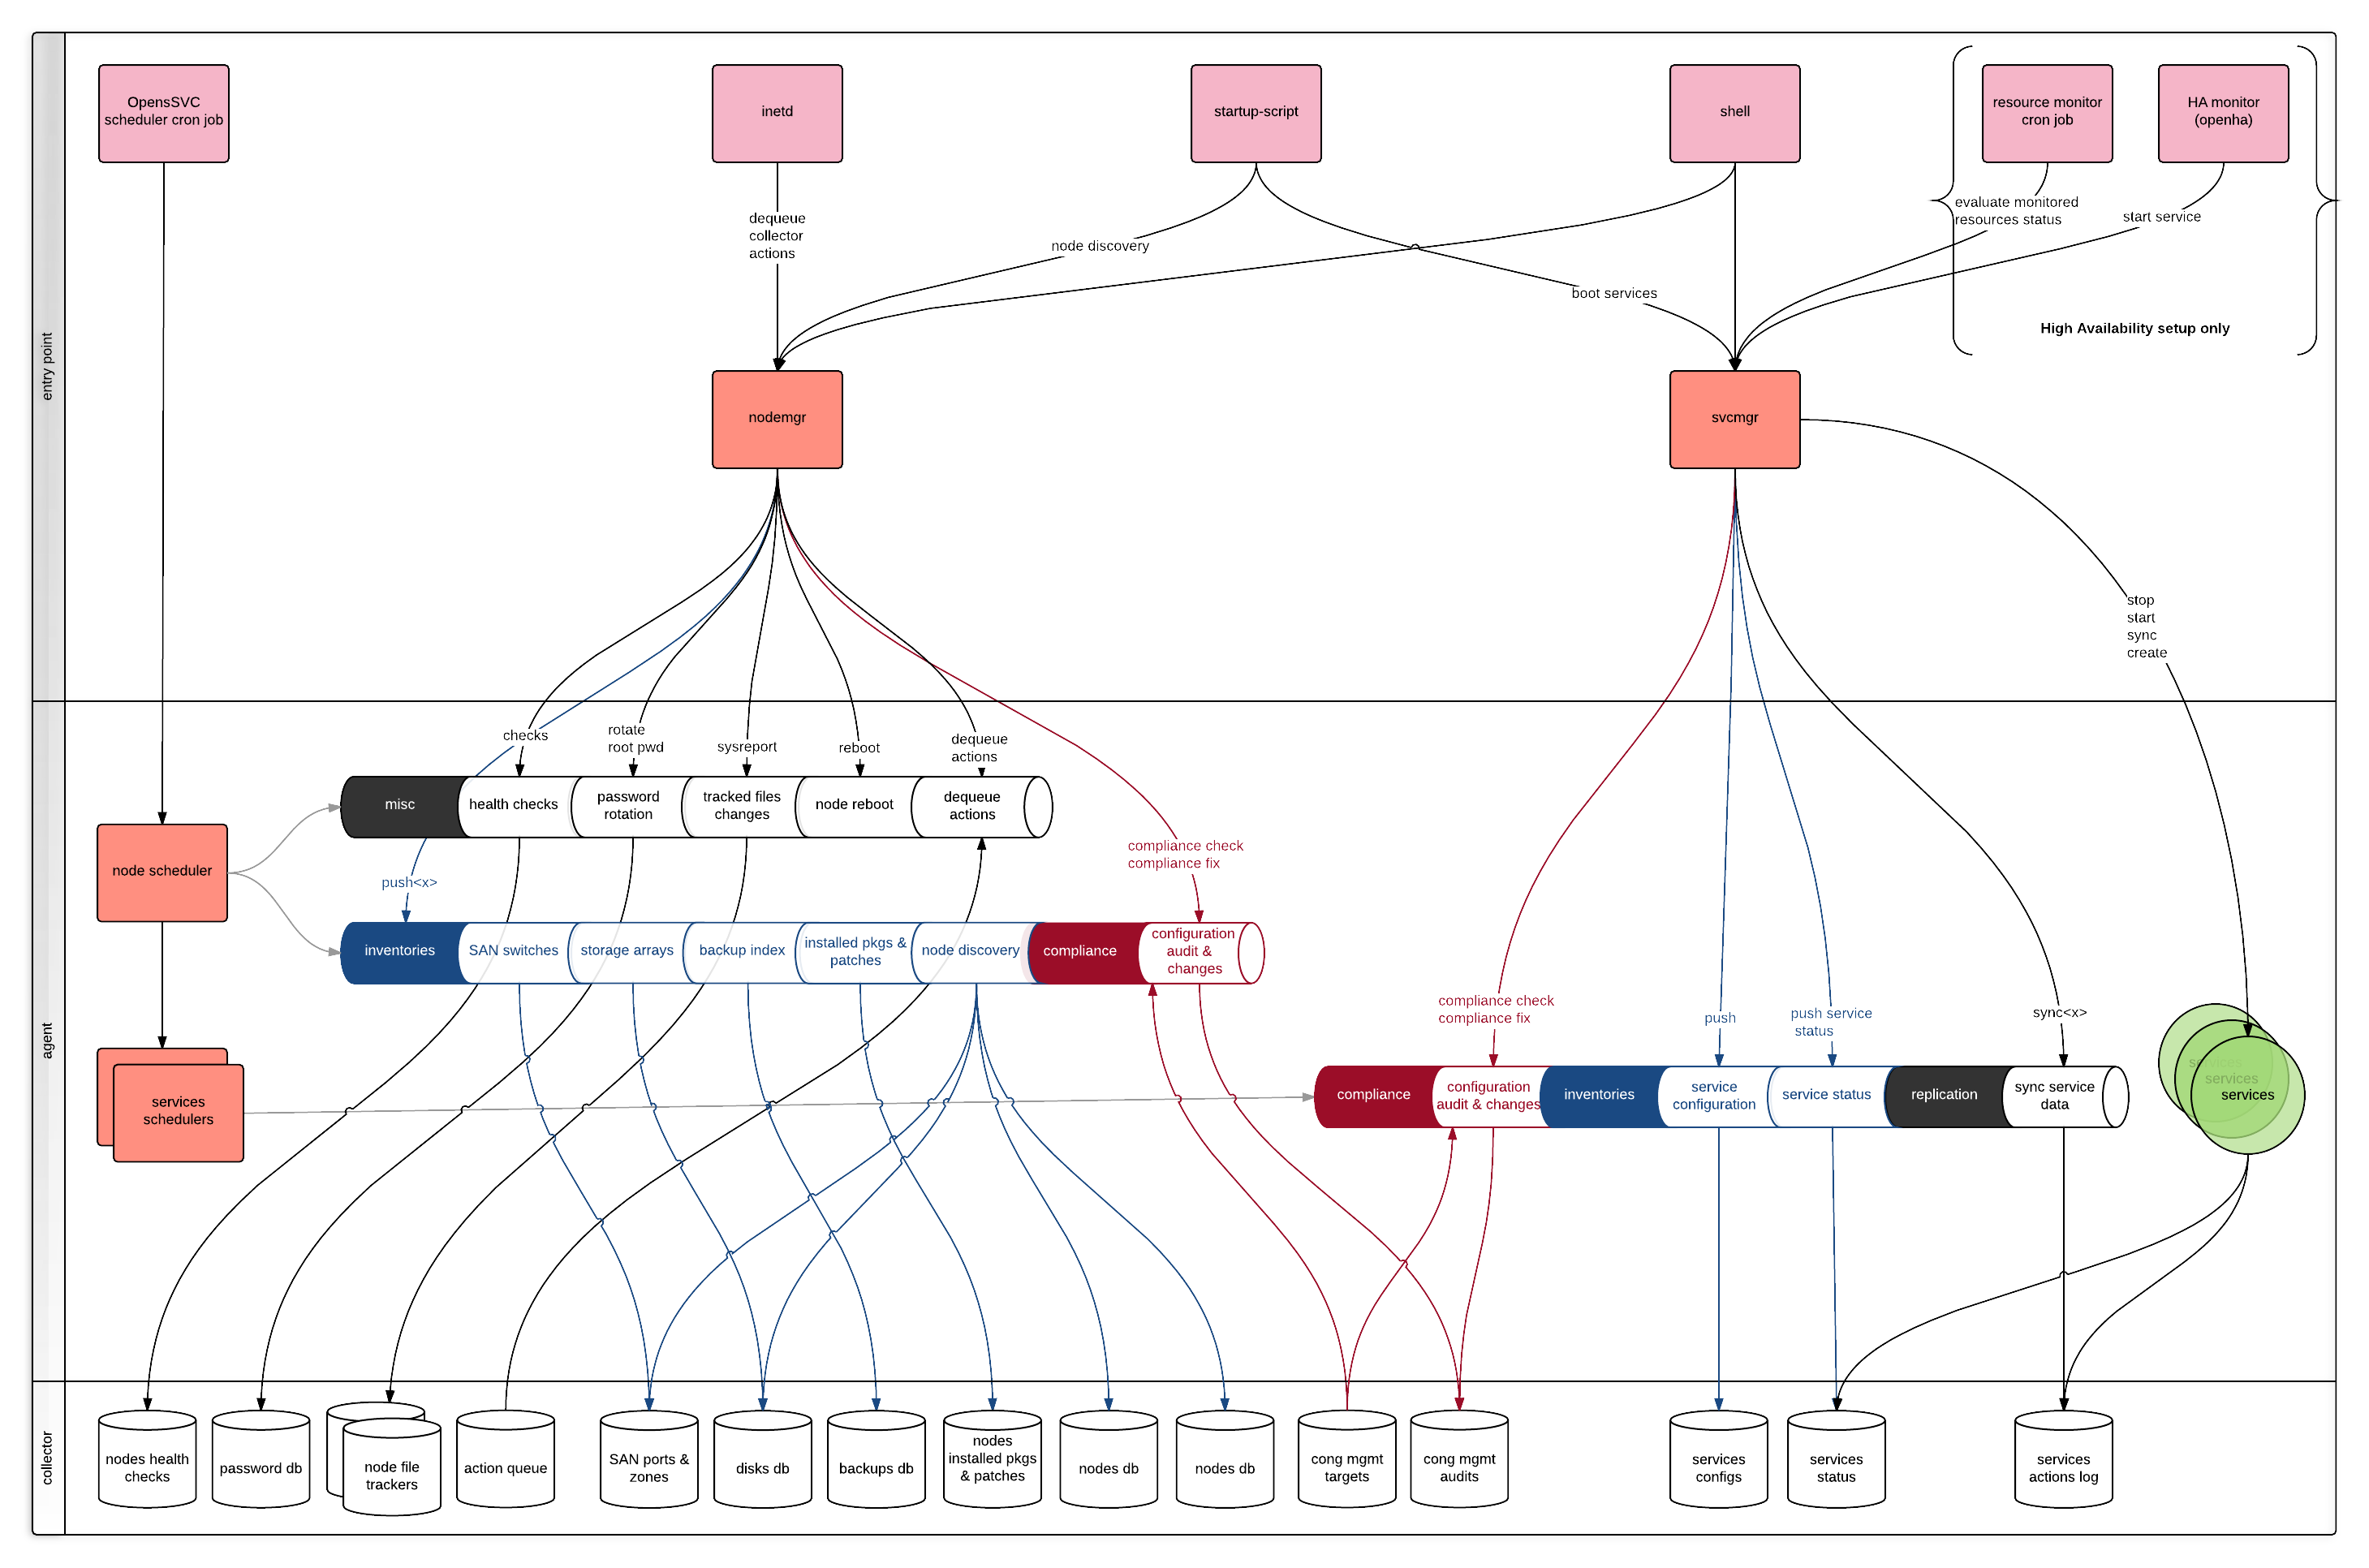 entry point
OpensSVC
scheduler cron job
inetd
startup-script
shell
resource monitor
cron job
HA monitor
(openha)
dequeue
collector
actions
node discovery
boot services
evaluate monitored
resources status
start service
High Availability setup only
nodemgr
svcmgr
stop
start
sync
create
agent
checks
rotate
root pwd
sysreport
reboot
dequeue
actions
misc
health checks
password
rotation
tracked files
changes
node reboot
dequeue
actions
node scheduler
push<x>
compliance check
compliance fix
inventories
SAN switches
storage arrays
backup index
installed pkgs &
patches
node discovery
compliance
configuration
audit &
changes
compliance check
compliance fix
push
push service
status
sync<x>
services
schedulers
compliance
configuration
audit & changes
inventories
service
configuration
service status
replication
sync service
data
services
services
services
collector
nodes health
checks
password db
node file
trackers
action queue
SAN ports &
zones
disks db
backups db
nodes
installed pkgs
& patches
nodes db
nodes db
cong mgmt
targets
cong mgmt
audits
services
configs
services
status
services
actions log